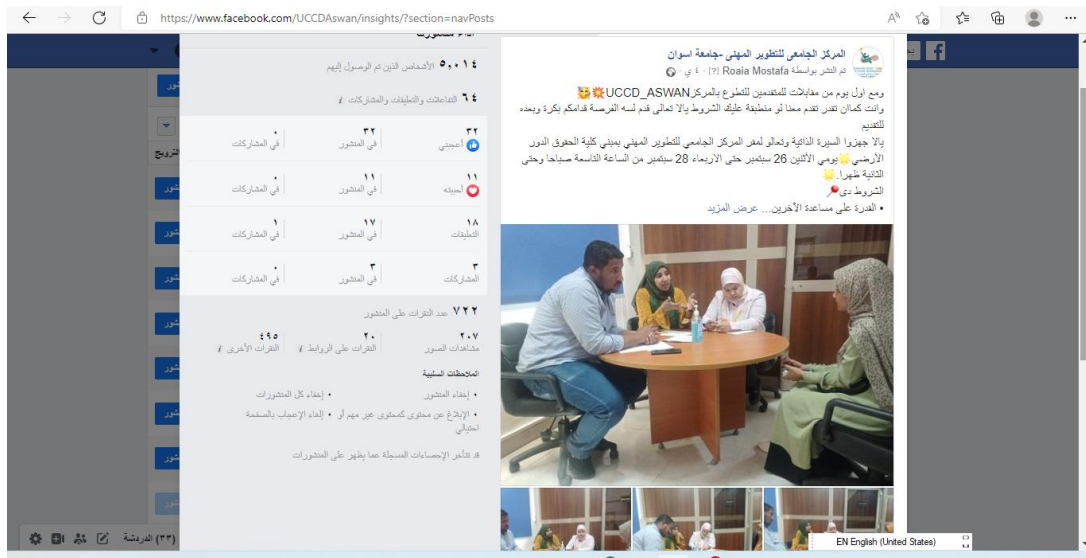 https://www.facebook.com/UCCDAswan/insights/?section=navPosts
المركز الجامعى للتطوير المهنى -جامعة اسوان
تم النشر بواسطة Roaia Mostafa [?] · ٤ ي ·
ومع اول يوم من مقابلات للمتقدمين للتطوع بالمركزUCCD_ASWAN💥🥳
وانت كماان تقدر تقدم معنا لو منطبقة عليك الشروط يالا تعالى قدم لسه الفرصة قدامكم بكرة وبعده
للتقديم
يالا جهزوا السيرة الذاتية وتعالو لمقر المركز الجامعي للتطوير المهني بمبني كلية الحقوق الدور
الأرضي🌟يومي الأثنين 26 سبتمبر حتى الاربعاء 28 سبتمبر من الساعة التاسعة صباحا وحتى
الثانية ظهرا.🌟
الشروط دى📍
• القدرة على مساعدة الآخرين... عرض المزيد
٥,٠١٤ الأشخاص الذين تم الوصول إليهم
٦٤ التفاعلات والتعليقات والمشاركات
٣٢ ٣٢ ٠
أعجبني في المنشور في المشاركات
١١ ١١ ٠
أحببته في المنشور في المشاركات
١٨ ١٧ ١
التعليقات في المنشور في المشاركات
٣ ٣ ٠
المشاركات في المنشور في المشاركات
٧٢٢ عدد النقرات على المنشور
٢٠٧ ٢٠ ٤٩٥
مشاهدات الصور النقرات على الروابط النقرات الأخرى
الملاحظات السلبية
• إخفاء المنشور • إخفاء كل المنشورات
• الإبلاغ عن محتوى كمحتوى غير مهم أو • إلغاء الإعجاب بالصفحة
احتيالي
قد تتأخر الإحصاءات المسجلة عما يظهر على المنشورات
الدردشة (٣٣)
EN English (United States)